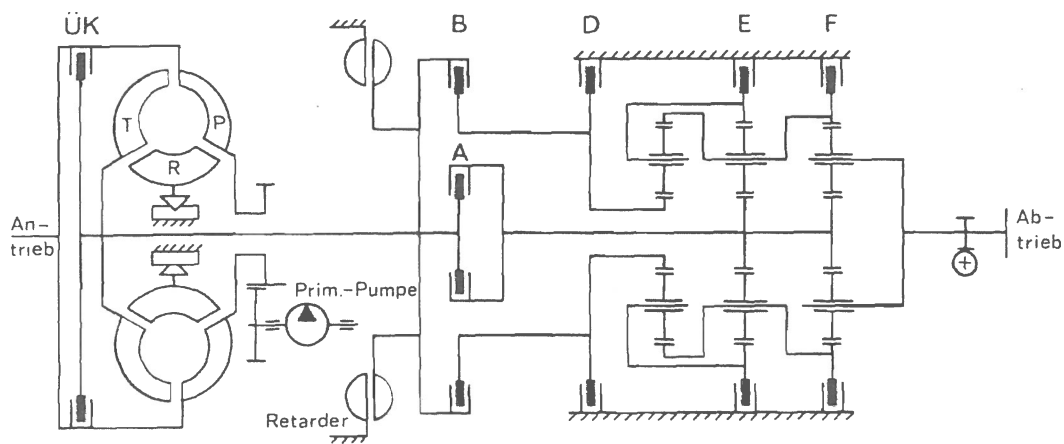 ÜK
B
D
E
F
T
P
R
A
An-
trieb
Ab-
trieb
Prim.-Pumpe
Retarder